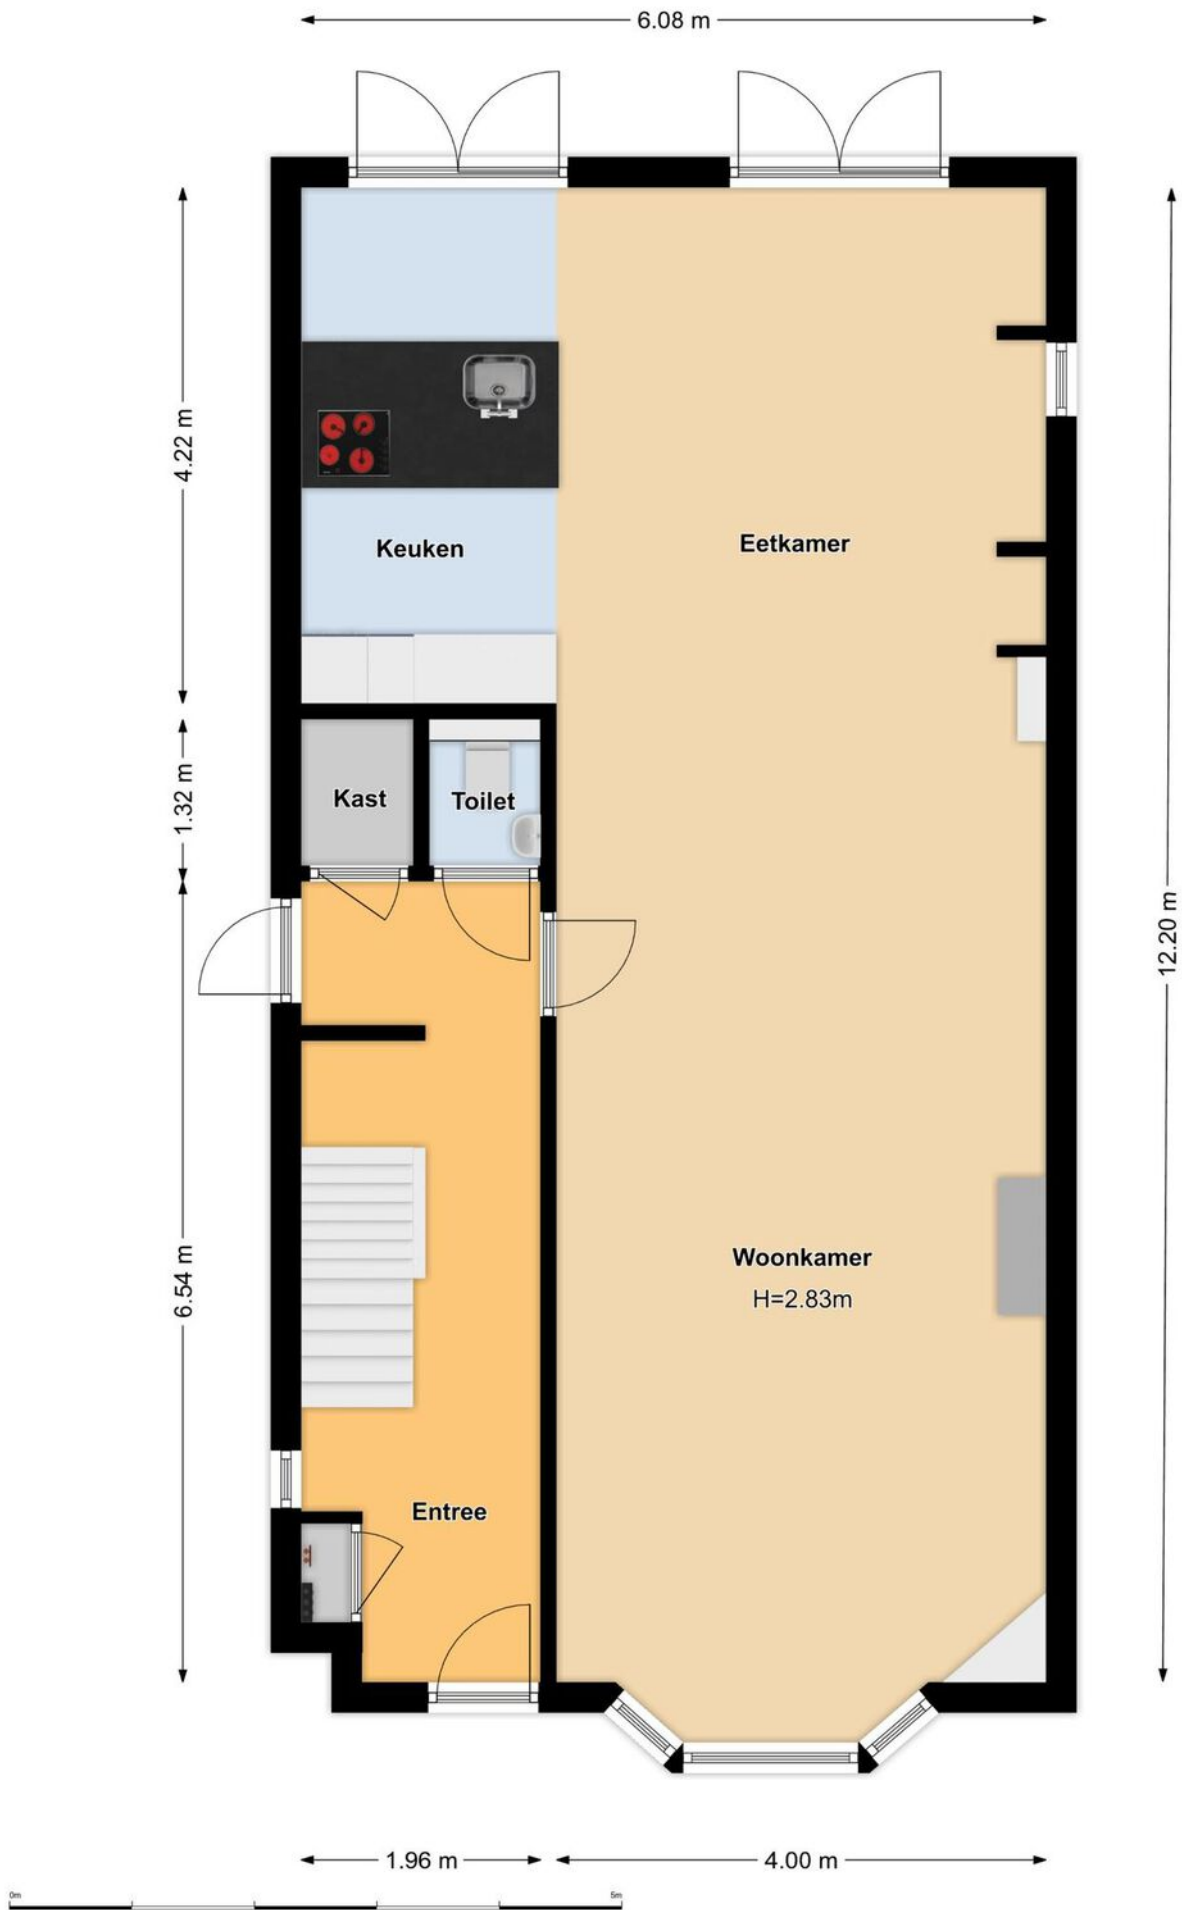 6.08 m
4.22 m
Keuken
Eetkamer
1.32 m
Kast
Toilet
12.20 m
6.54 m
Woonkamer
H=2.83m
Entree
1.96 m
4.00 m
0m
5m